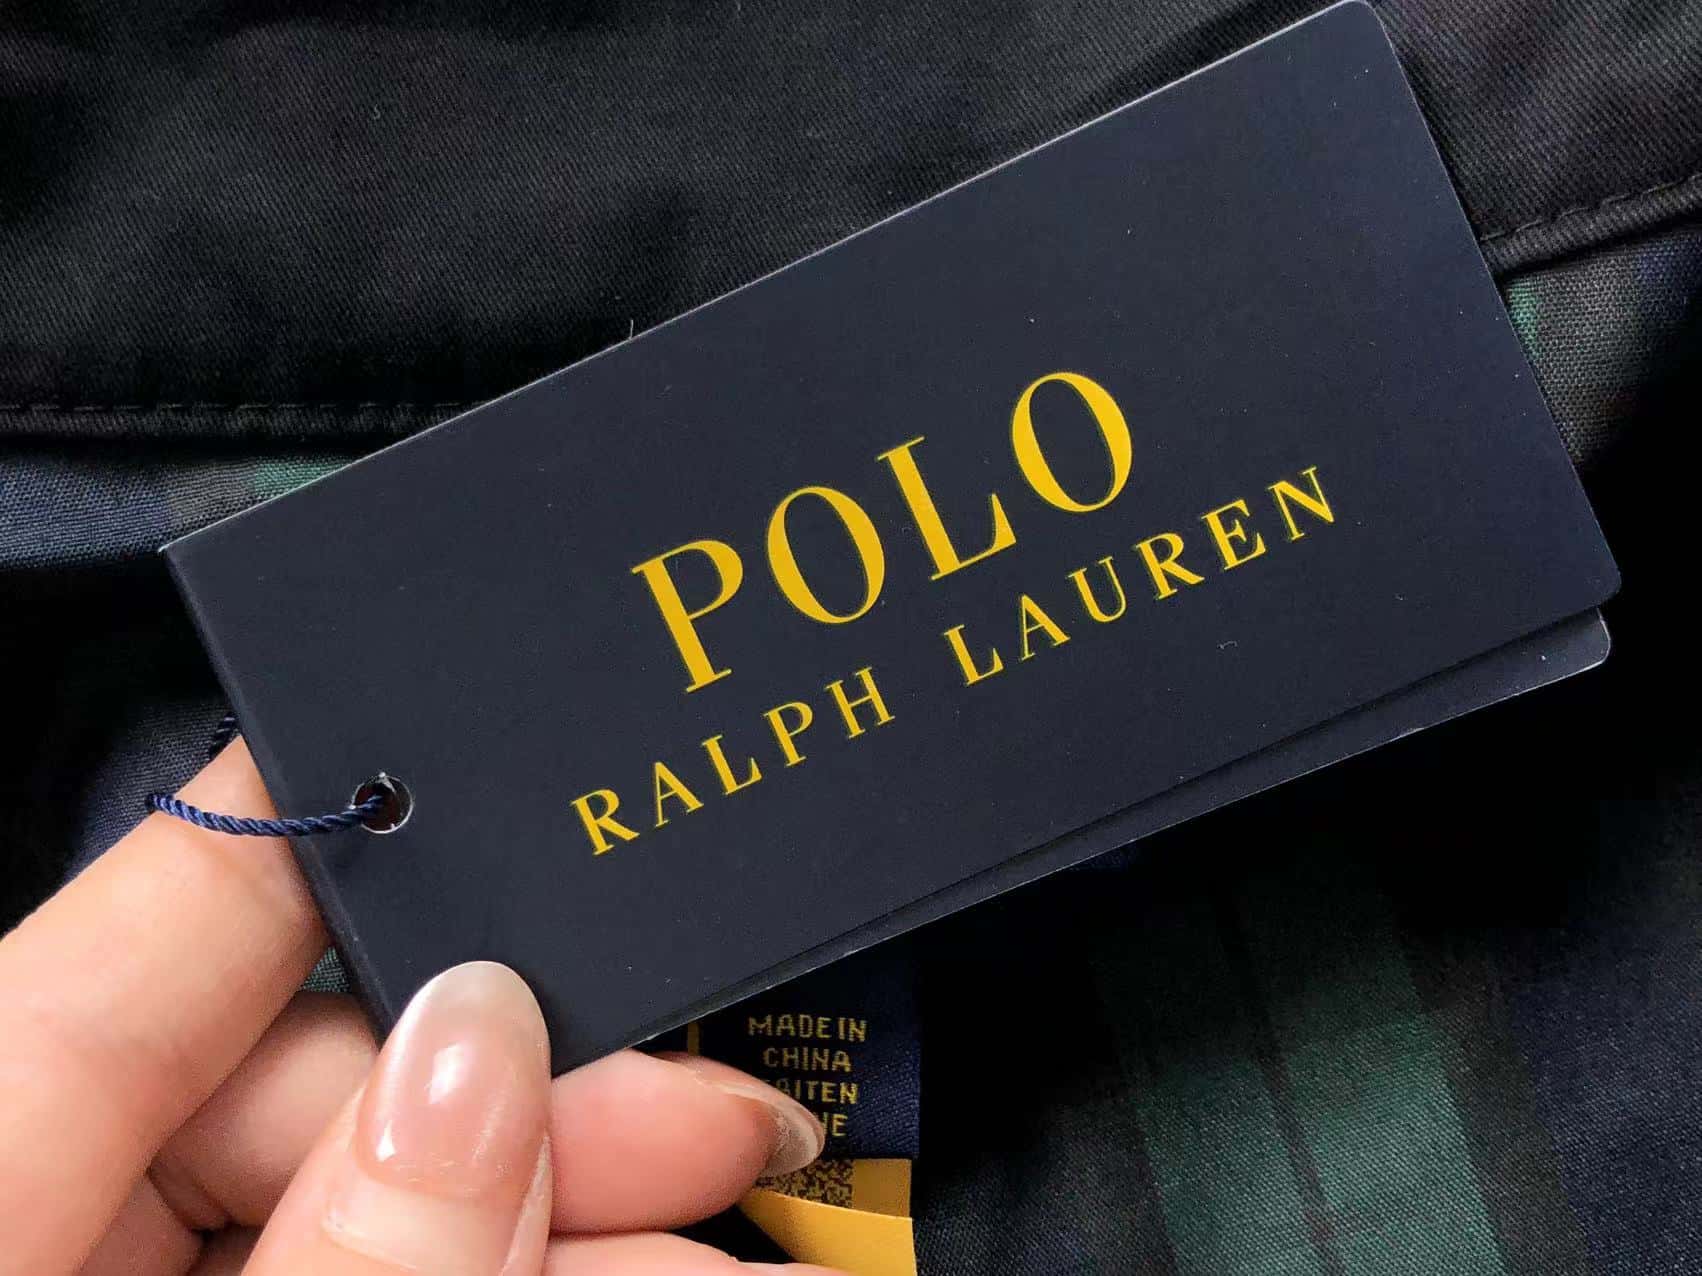 POLO
RALPH LAUREN
MADE IN
CHINA